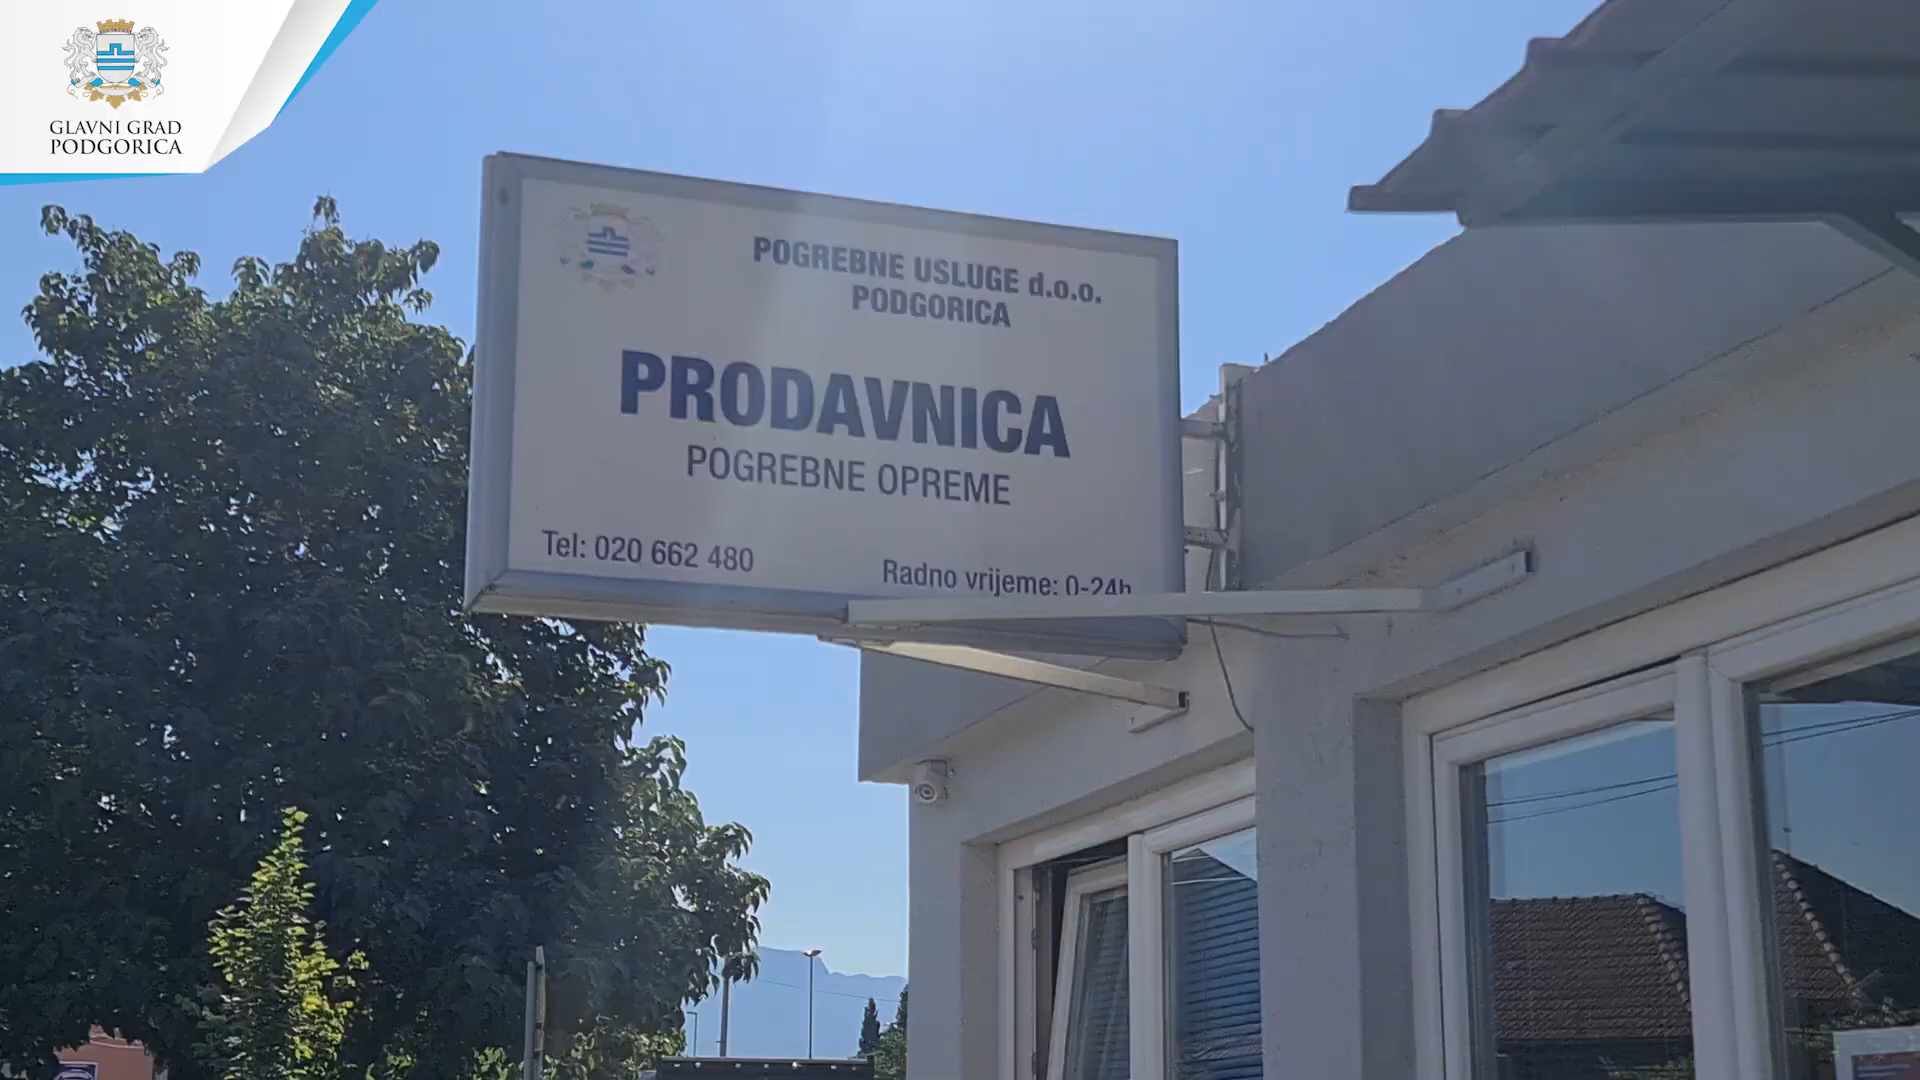 GLAVNI GRAD
PODGORICA
POGREBNE USLUGE d.o.o.
PODGORICA
PRODAVNICA
POGREBNE OPREME
Tel: 020 662 480
Radno vrijeme: 0-24h